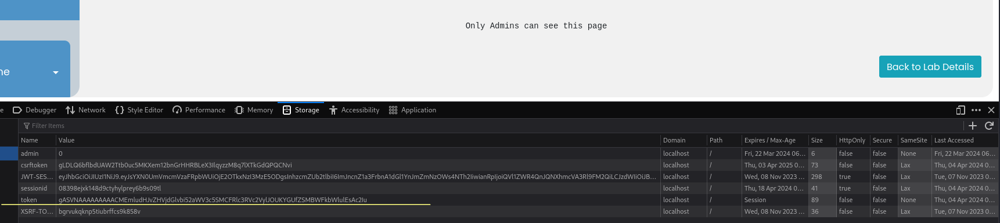 Only Admins can see this page
Back to Lab Details
Debugger Network Style Editor Performance Memory Storage Accessibility Application
Filter Items
Name Value Domain Path Expires / Max-Age Size HttpOnly Secure SameSite Last Accessed
admin 0 localhost / Fri, 22 Mar 2024 06... 6 false false None Fri, 22 Mar 2024 06...
csrftoken localhost / Thu, 03 Apr 2025 0... 73 false false Lax Thu, 04 Apr 2024 0...
JWT-SES... localhost / Wed, 08 Nov 2023 ... 298 true false Lax Tue, 07 Nov 2023 0...
sessionid 08398ejxk148d9ctyhylprey6b9s09tl localhost / Thu, 18 Apr 2024 0... 41 true false Lax Thu, 04 Apr 2024 0...
token localhost / Session 89 false false None Thu, 04 Apr 2024 0...
XSRF-TO... bgrvukqknp5tiubrffcs9k858v localhost / Wed, 08 Nov 2023 ... 36 false false Lax Tue, 07 Nov 2023 0...